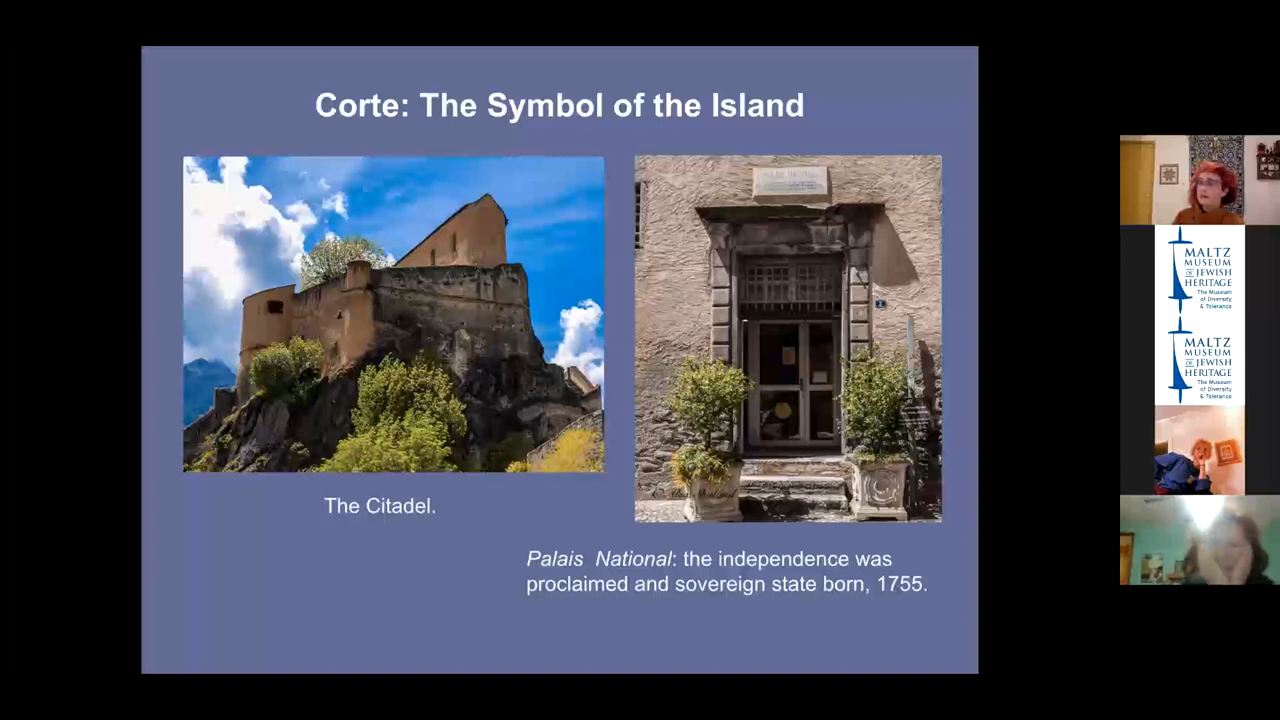 Corte: The Symbol of the Island
The Citadel.
Palais National: the independence was
proclaimed and sovereign state born, 1755.
MALTZ
MUSEUM
OF JEWISH
HERITAGE
The Museum
of Diversity
& Tolerance
MALTZ
MUSEUM
OF JEWISH
HERITAGE
The Museum
of Diversity
& Tolerance